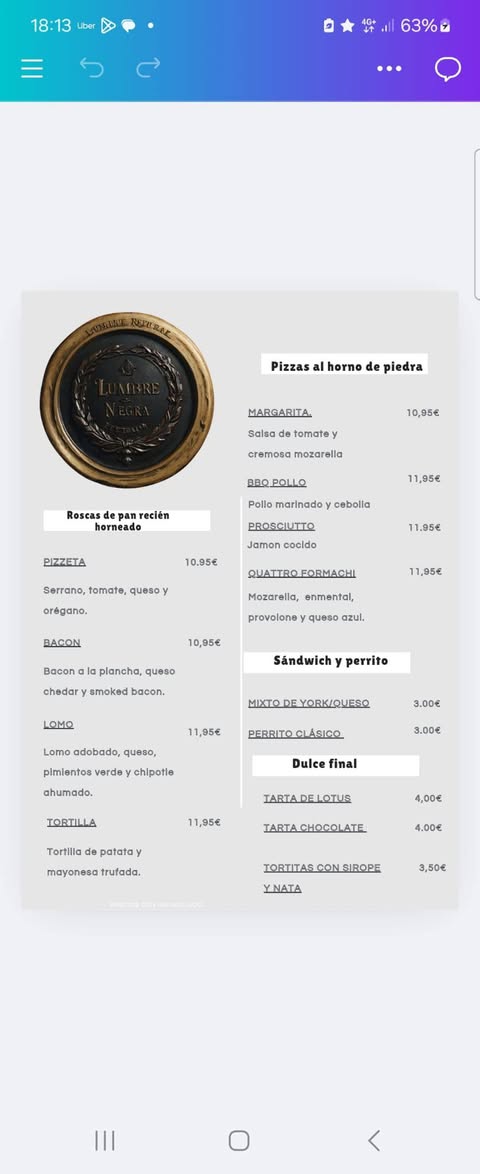 18:13 Uber
4G+ 63%
LUMBRE
NEGRA
Roscas de pan recién
horneado
PIZZETA 10.95€
Serrano, tomate, queso y
orégano.
BACON 10,95€
Bacon a la plancha, queso
chedar y smoked bacon.
LOMO 11,95€
Lomo adobado, queso,
pimientos verde y chipotle
ahumado.
TORTILLA 11,95€
Tortilla de patata y
mayonesa trufada.
Pizzas al horno de piedra
MARGARITA. 10,95€
Salsa de tomate y
cremosa mozarella
BBQ POLLO 11,95€
Pollo marinado y cebolla
PROSCIUTTO 11.95€
Jamon cocido
QUATTRO FORMACHI 11,95€
Mozarella, enmental,
provolone y queso azul.
Sándwich y perrito
MIXTO DE YORK/QUESO 3.00€
PERRITO CLÁSICO 3.00€
Dulce final
TARTA DE LOTUS 4,00€
TARTA CHOCOLATE 4.00€
TORTITAS CON SIROPE 3,50€
Y NATA